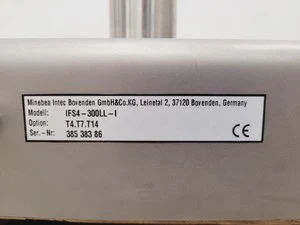 Minebea Intec Bovenden GmbH&Co.KG, Leinetal 2, 37120 Bovenden, Germany
Modell: IFS4-300LL-I
Option: T4.T7.T14
Ser.-Nr: 385 383 86
CE